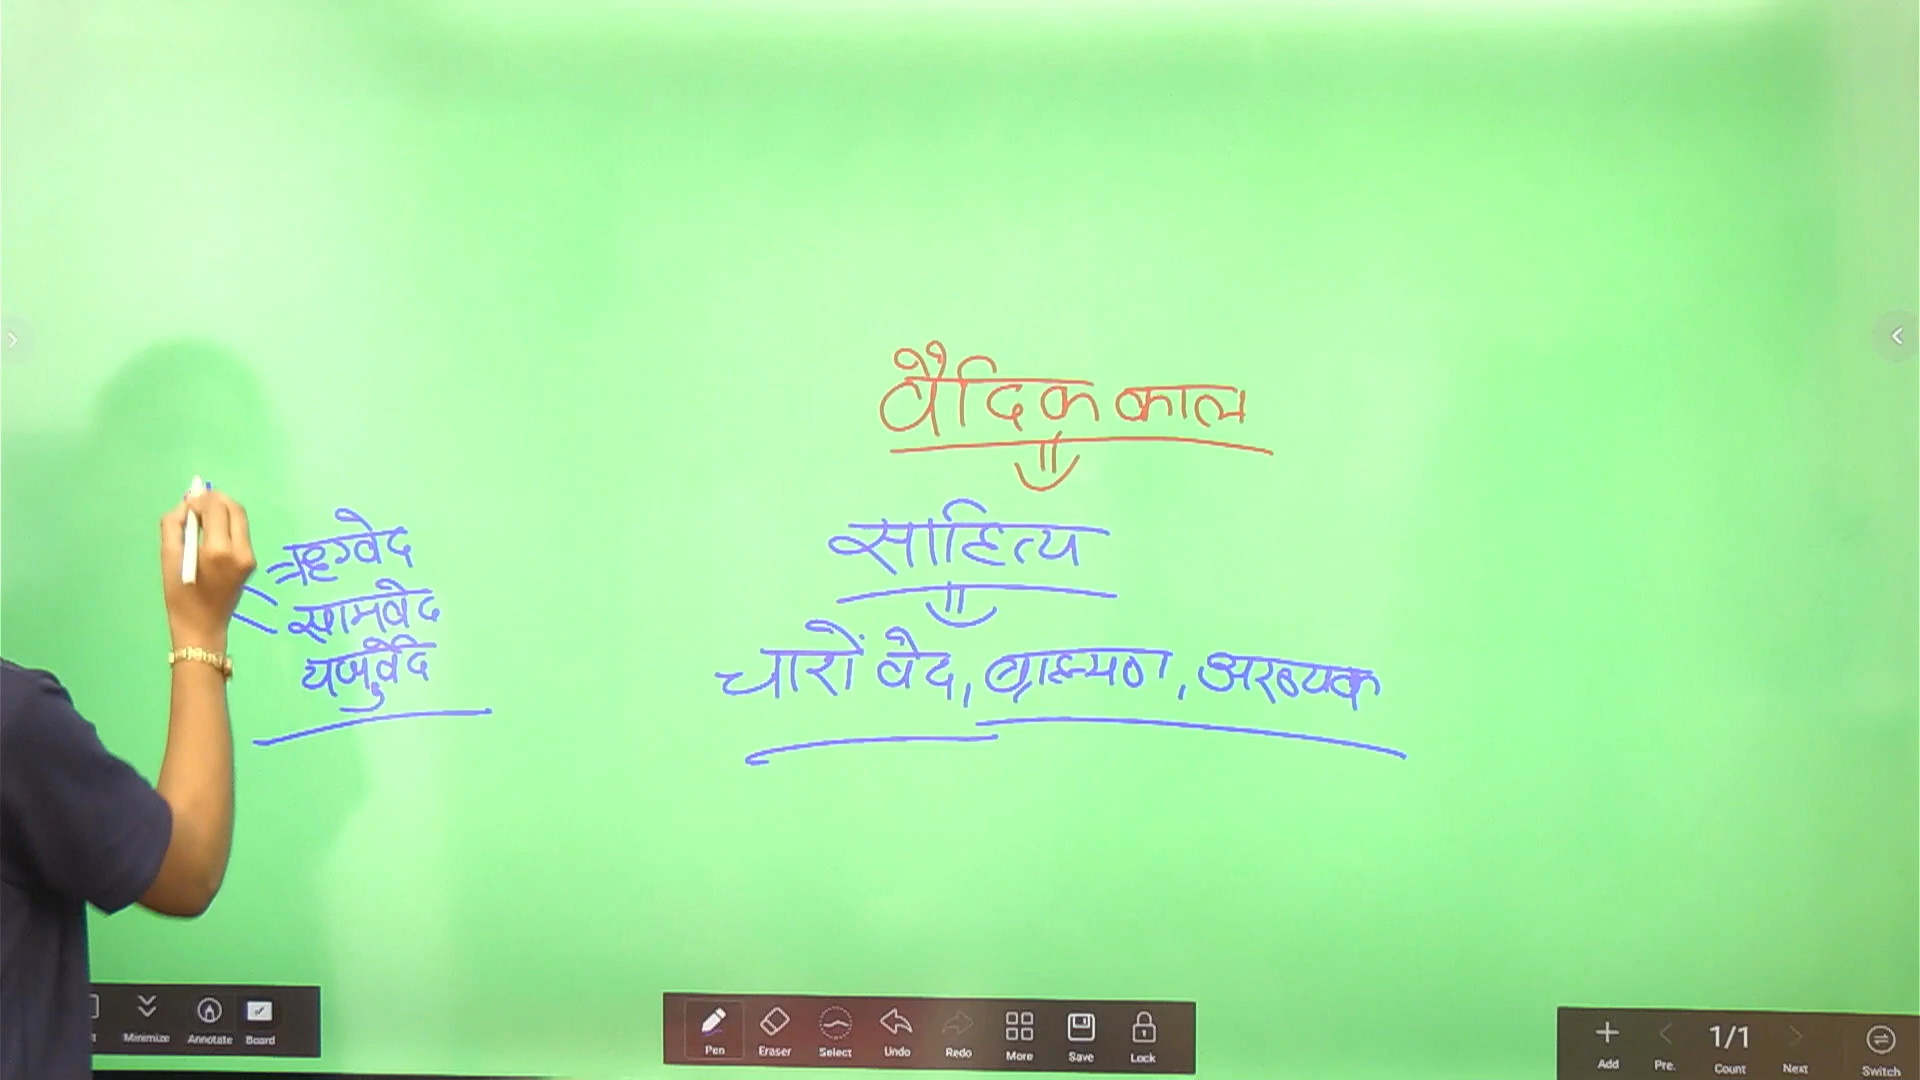 वैदिक काल
साहित्य
चारों वेद, ब्राह्मण, अरण्यक
ऋग्वेद
सामवेद
यजुर्वेद
Minimize Annotate Board
Pen Eraser Select Undo Redo More Save Lock
1/1
Add Pre. Count Next Switch